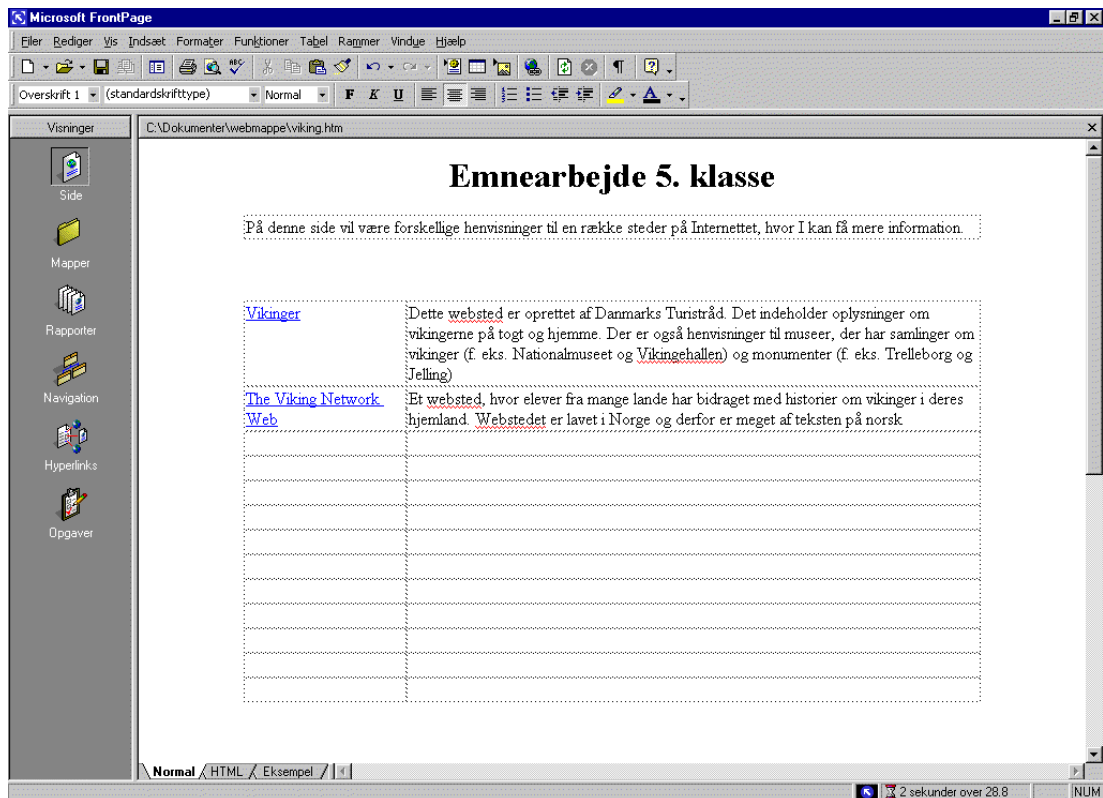 Microsoft FrontPage
Filer Rediger Vis Indsæt Formater Funktioner Tabel Rammer Vindue Hjælp
Overskrift 1 (standardskrifttype) Normal F K U
Visninger
C:\Dokumenter\webmappe\viking.htm
Side
Mapper
Rapporter
Navigation
Hyperlinks
Opgaver
Emnearbejde 5. klasse
På denne side vil være forskellige henvisninger til en række steder på Internettet, hvor I kan få mere information.
Vikinger
Dette websted er oprettet af Danmarks Turistråd. Det indeholder oplysninger om
vikingerne på togt og hjemme. Der er også henvisninger til museer, der har samlinger om
vikinger (f. eks. Nationalmuseet og Vikingehallen) og monumenter (f. eks. Trelleborg og
Jelling)
The Viking Network
Web
Et websted, hvor elever fra mange lande har bidraget med historier om vikinger i deres
hjemland. Webstedet er lavet i Norge og derfor er meget af teksten på norsk
Normal HTML Eksempel
2 sekunder over 28.8
NUM